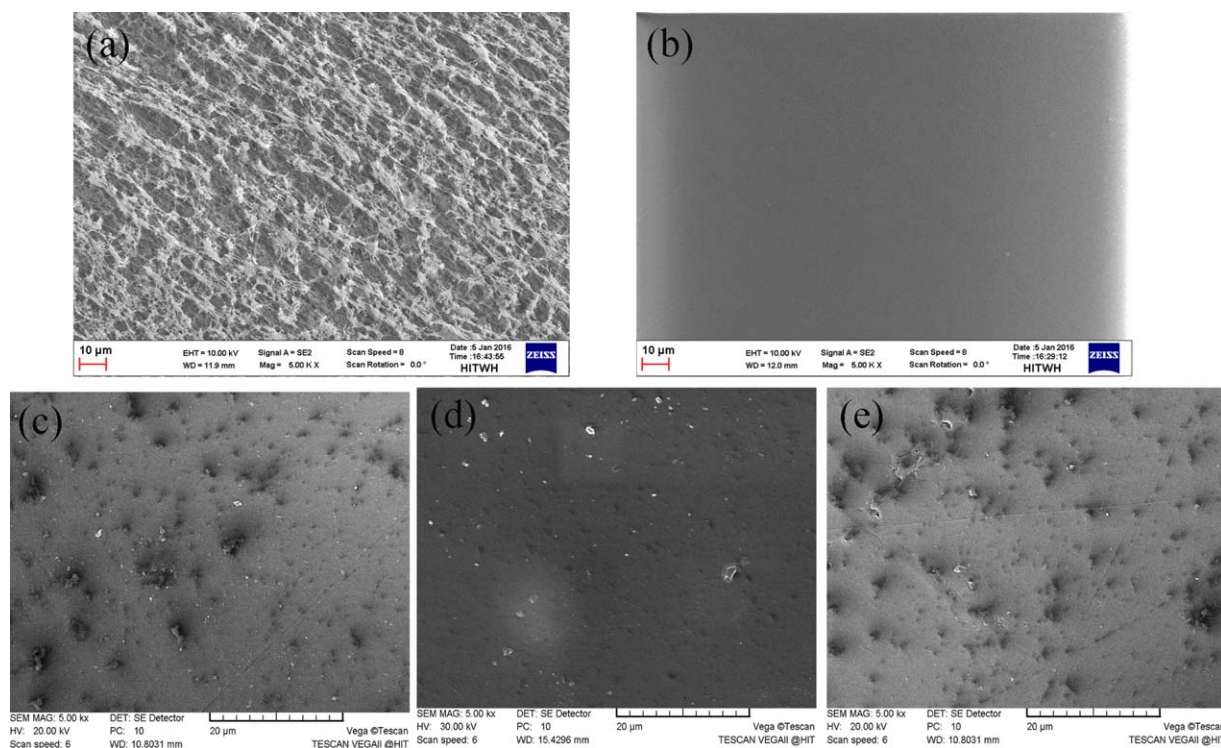 (a)
10 µm
EHT = 10.00 kV Signal A = SE2 Scan Speed = 8 Date :5 Jan 2016
WD = 11.9 mm Mag = 5.00 K X Scan Rotation = 0.0 ° Time :16:43:55
HITWH
ZEISS
(b)
10 µm
EHT = 10.00 kV Signal A = SE2 Scan Speed = 8 Date :5 Jan 2016
WD = 12.0 mm Mag = 5.00 K X Scan Rotation = 0.0 ° Time :16:29:12
HITWH
ZEISS
(c)
SEM MAG: 5.00 kx DET: SE Detector
HV: 20.00 kV PC: 10 20 µm Vega ©Tescan
Scan speed: 6 WD: 10.8031 mm TESCAN VEGAII @HIT
(d)
SEM MAG: 5.00 kx DET: SE Detector
HV: 30.00 kV PC: 10 20 µm Vega ©Tescan
Scan speed: 6 WD: 15.4296 mm TESCAN VEGAII @HIT
(e)
SEM MAG: 5.00 kx DET: SE Detector
HV: 20.00 kV PC: 10 20 µm Vega ©Tescan
Scan speed: 6 WD: 10.8031 mm TESCAN VEGAII @HIT